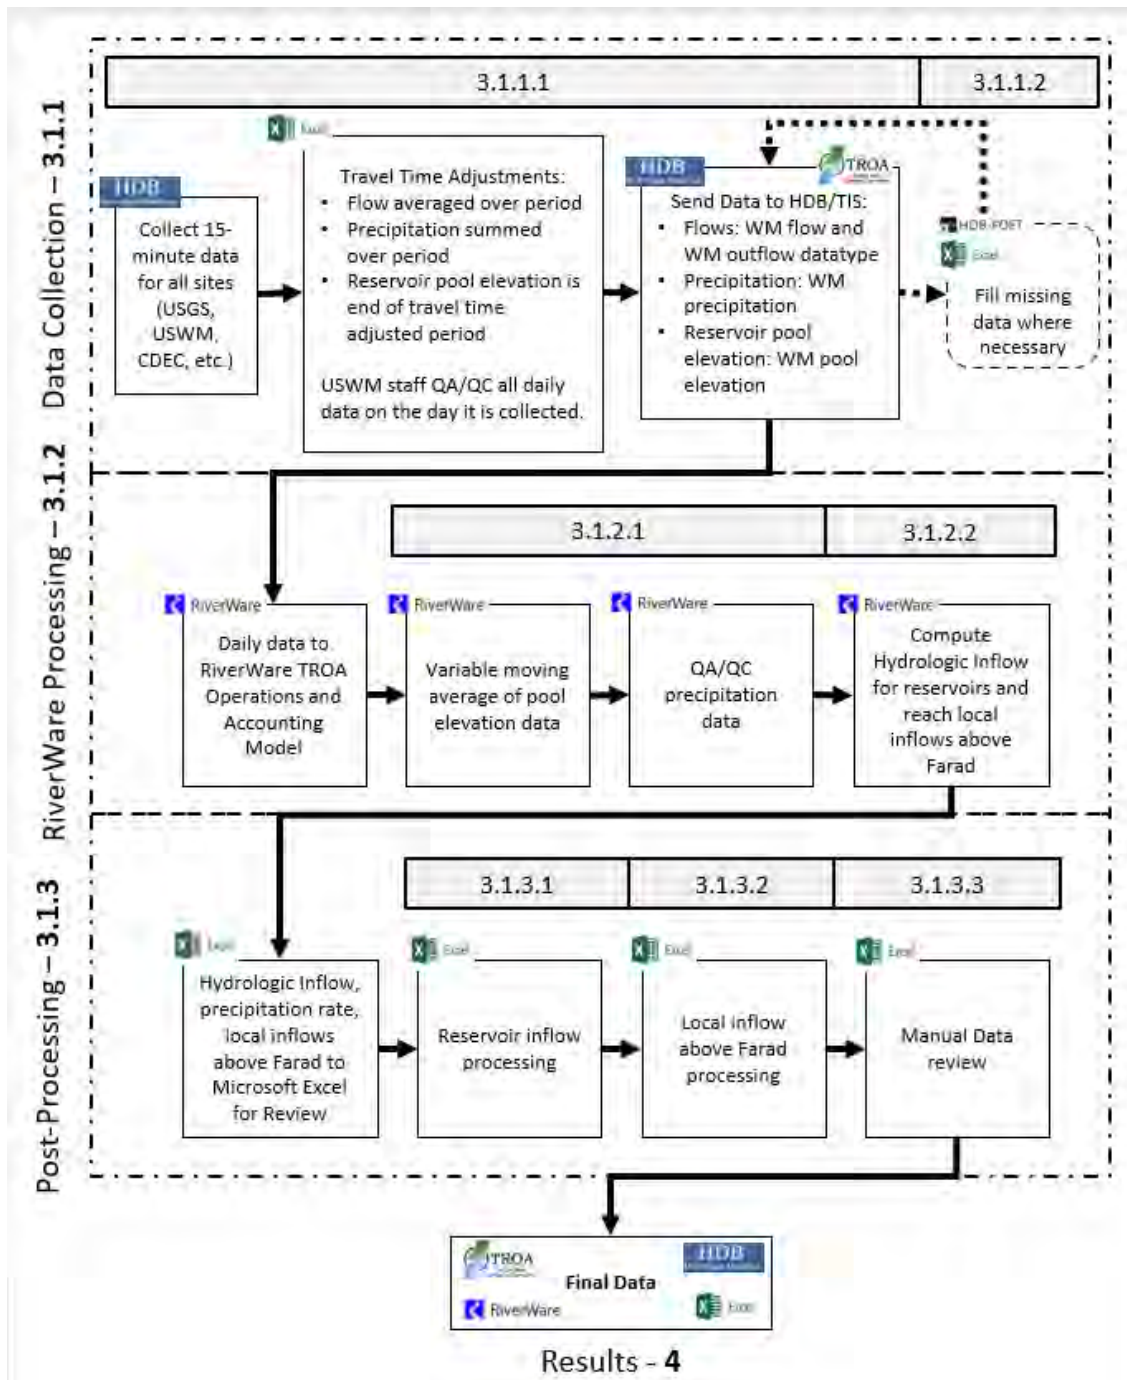 Data Collection – 3.1.1
3.1.1.1
3.1.1.2
HDB
Collect 15-
minute data
for all sites
(USGS,
USWM,
CDEC, etc.)
Excel
Travel Time Adjustments:
• Flow averaged over period
• Precipitation summed
over period
• Reservoir pool elevation is
end of travel time
adjusted period
USWM staff QA/QC all daily
data on the day it is collected.
HDB
TROA
Send Data to HDB/TIS:
• Flows: WM flow and
WM outflow datatype
• Precipitation: WM
precipitation
• Reservoir pool
elevation: WM pool
elevation
HDB-POET
Excel
Fill missing
data where
necessary
RiverWare Processing – 3.1.2
3.1.2.1
3.1.2.2
RiverWare
Daily data to
RiverWare TROA
Operations and
Accounting
Model
RiverWare
Variable moving
average of pool
elevation data
RiverWare
QA/QC
precipitation
data
RiverWare
Compute
Hydrologic Inflow
for reservoirs and
reach local
inflows above
Farad
Post-Processing – 3.1.3
3.1.3.1
3.1.3.2
3.1.3.3
Excel
Hydrologic Inflow,
precipitation rate,
local inflows
above Farad to
Microsoft Excel
for Review
Excel
Reservoir inflow
processing
Excel
Local inflow
above Farad
processing
Excel
Manual Data
review
TROA
HDB
Final Data
RiverWare
Excel
Results - 4